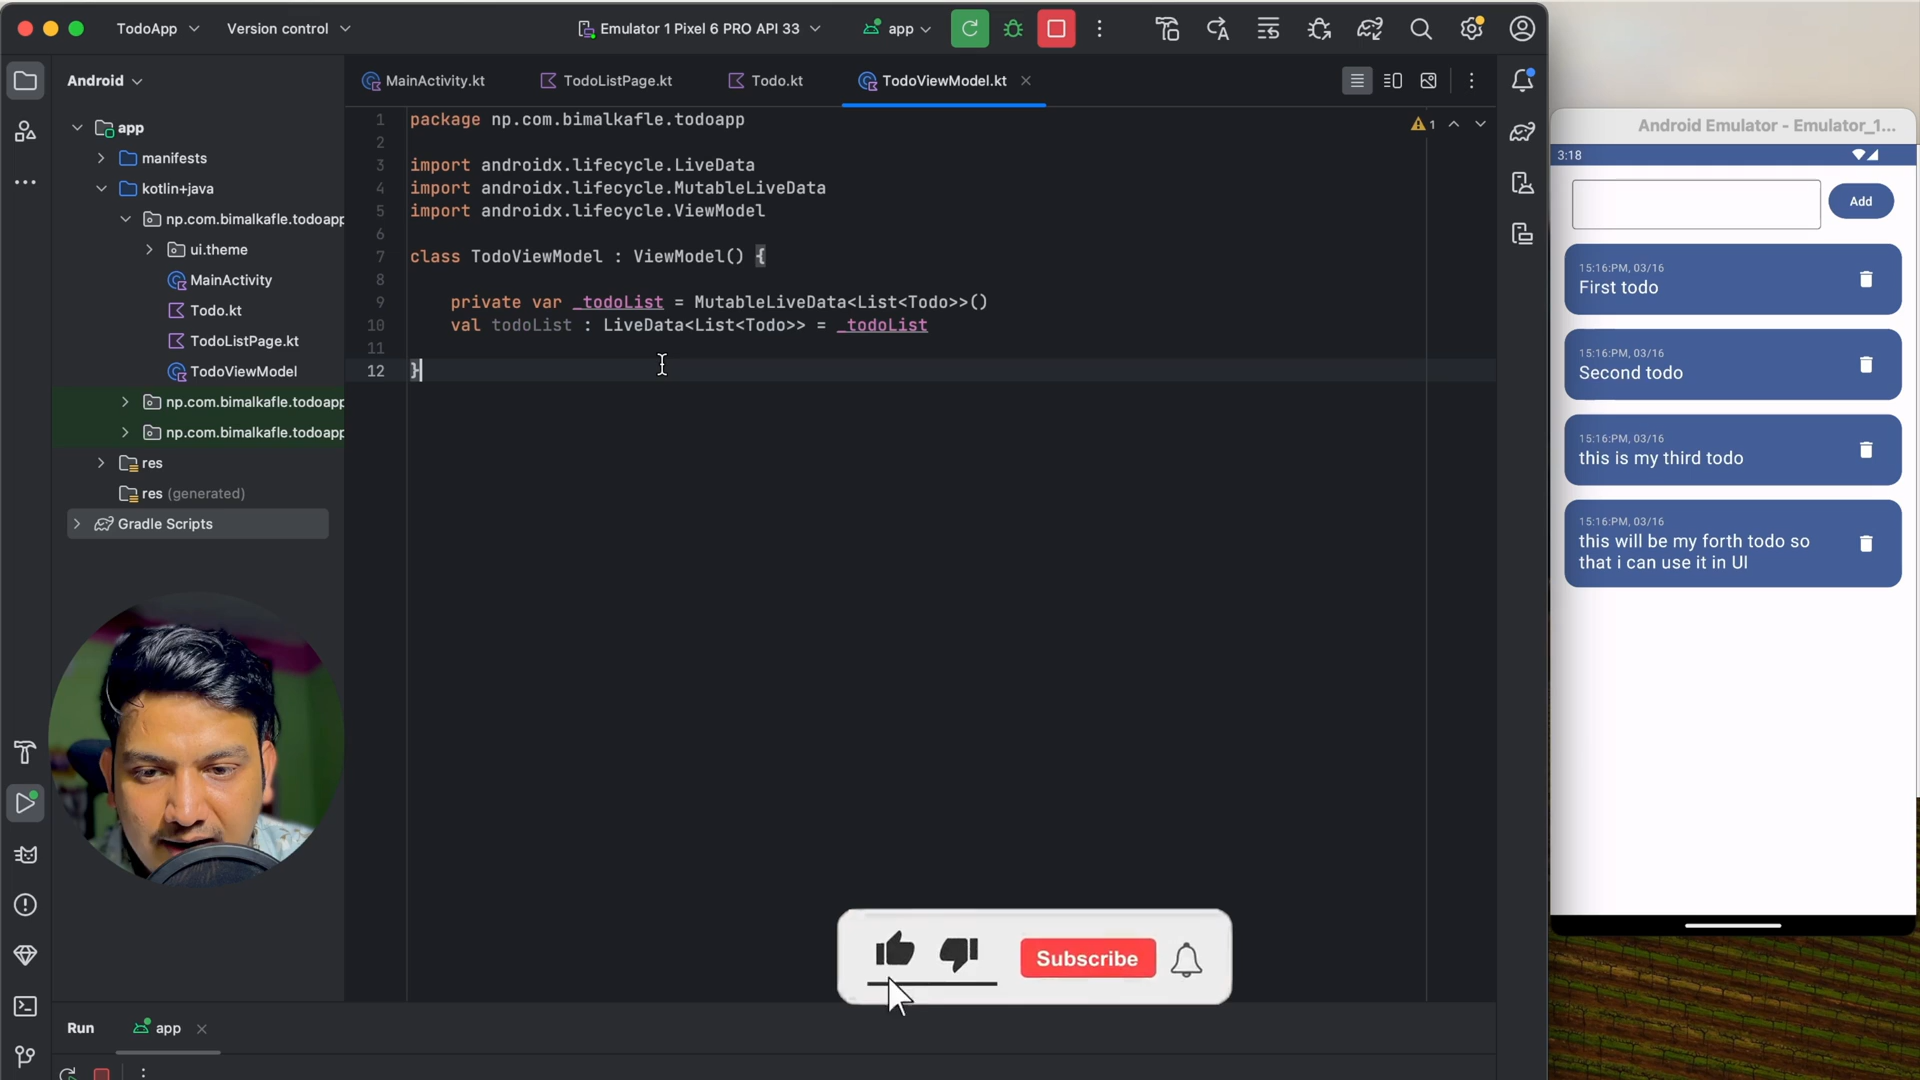 TodoApp
Version control
Emulator 1 Pixel 6 PRO API 33
app
Android
MainActivity.kt
TodoListPage.kt
Todo.kt
TodoViewModel.kt
app
manifests
kotlin+java
np.com.bimalkafle.todoapp
ui.theme
MainActivity
Todo.kt
TodoListPage.kt
TodoViewModel
np.com.bimalkafle.todoapp
np.com.bimalkafle.todoapp
res
res (generated)
Gradle Scripts
1 package np.com.bimalkafle.todoapp
2
3 import androidx.lifecycle.LiveData
4 import androidx.lifecycle.MutableLiveData
5 import androidx.lifecycle.ViewModel
6
7 class TodoViewModel : ViewModel() {
8
9 private var _todoList = MutableLiveData<List<Todo>>()
10 val todoList : LiveData<List<Todo>> = _todoList
11
12 }
1
Subscribe
Run
app
Android Emulator - Emulator_1...
3:18
Add
15:16:PM, 03/16
First todo
15:16:PM, 03/16
Second todo
15:16:PM, 03/16
this is my third todo
15:16:PM, 03/16
this will be my forth todo so
that i can use it in UI